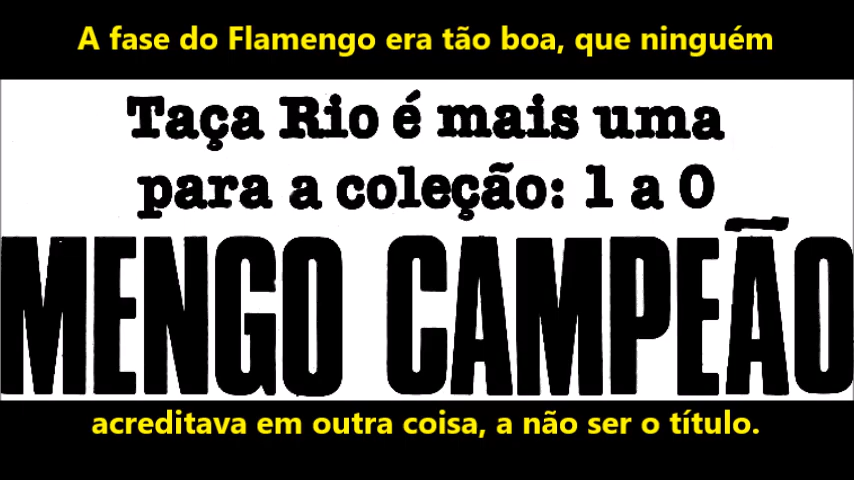 A fase do Flamengo era tão boa, que ninguém
Taça Rio é mais uma
para a coleção: 1 a 0
MENGO CAMPEÃO
acreditava em outra coisa, a não ser o título.